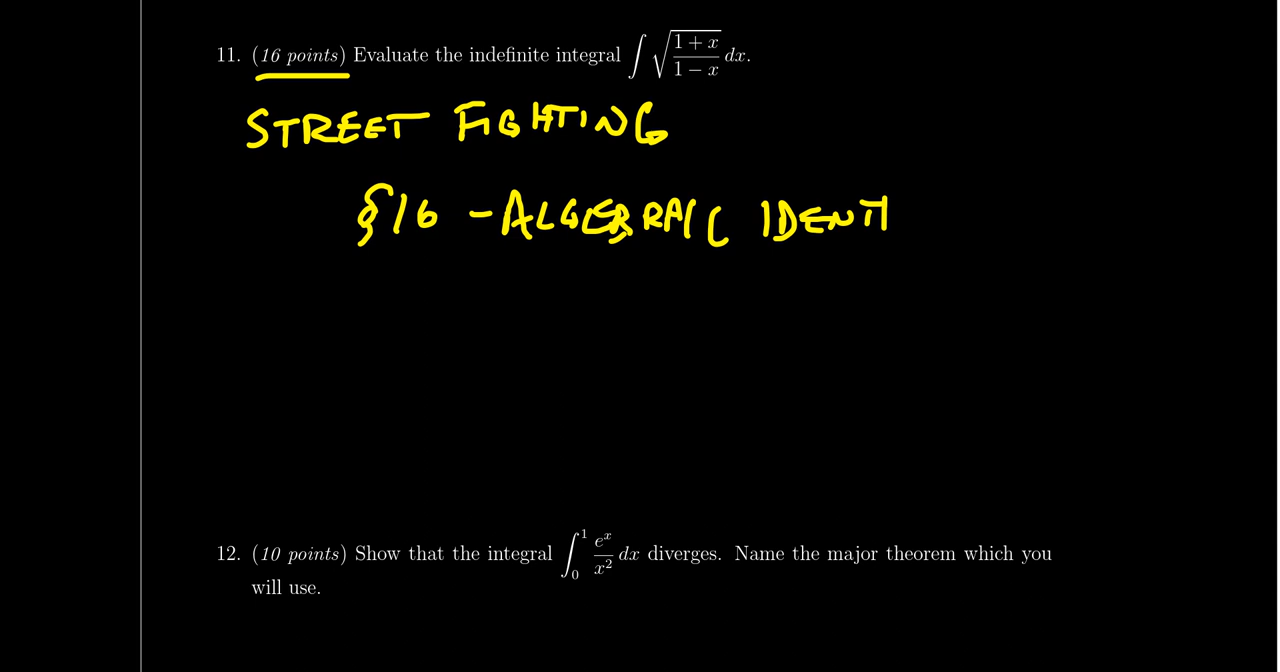 11. (16 points) Evaluate the indefinite integral ∫ √((1 + x)/(1 − x)) dx.
STREET FIGHTING
§16 - ALGEBRAIC IDENTI
12. (10 points) Show that the integral ∫₀¹ eˣ/x² dx diverges. Name the major theorem which you
will use.